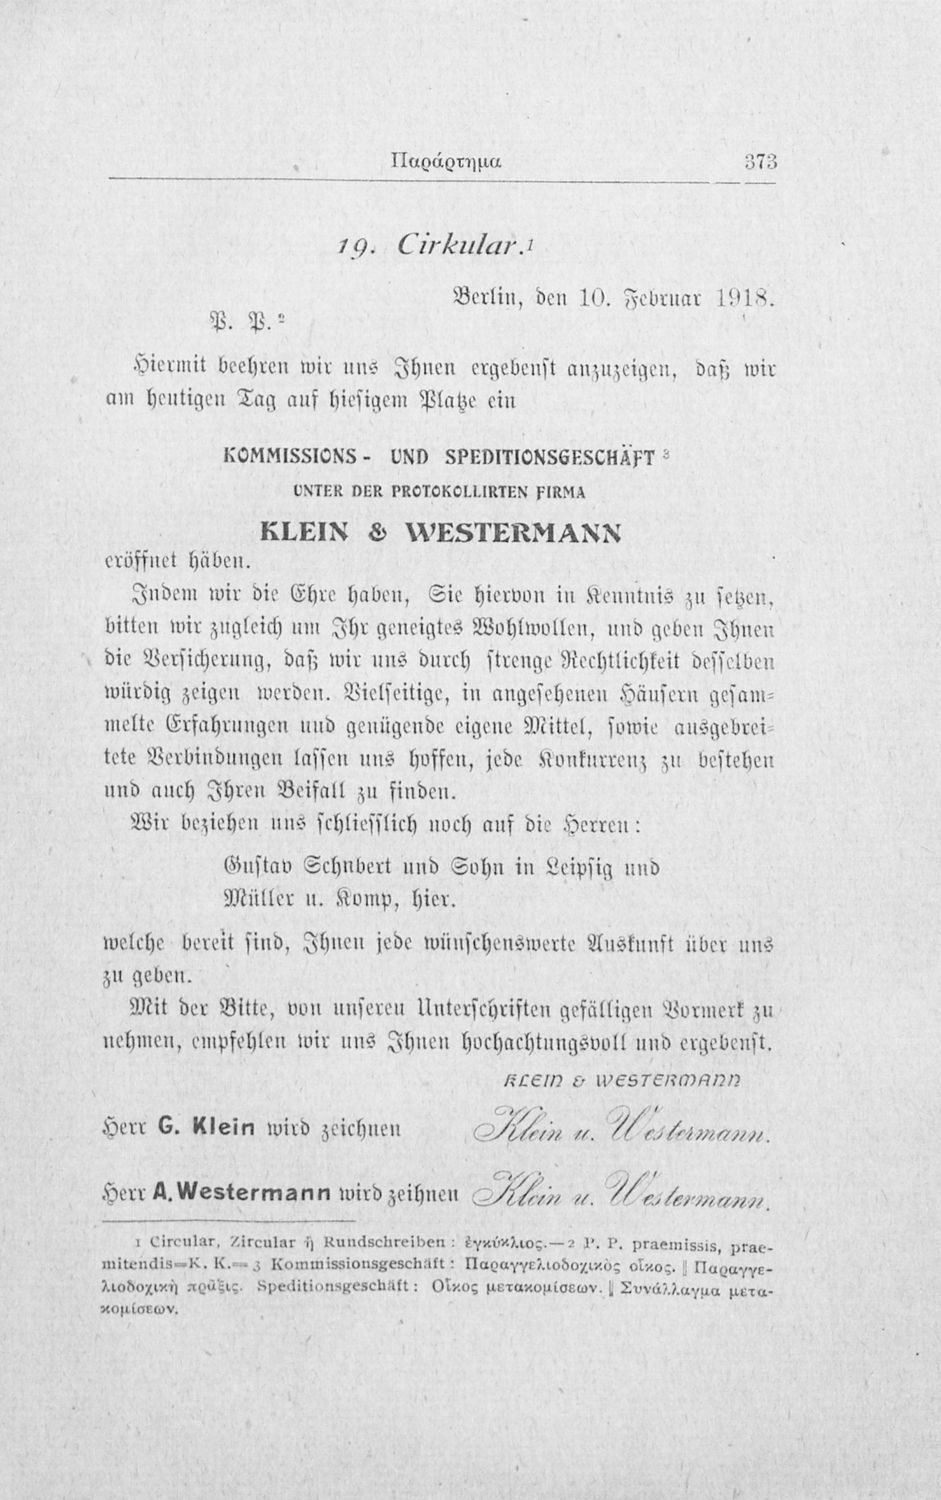 Παράρτημα 373
19. Cirkular.¹
Berlin, den 10. Februar 1918.
P. P.²
Hiermit beehren wir uns Ihnen ergebenst anzuzeigen, daß wir
am heutigen Tag auf hiesigem Platze ein
KOMMISSIONS - UND SPEDITIONSGESCHÄFT ³
UNTER DER PROTOKOLLIRTEN FIRMA
KLEIN & WESTERMANN
eröffnet häben.
Indem wir die Ehre haben, Sie hiervon in Kenntnis zu setzen,
bitten wir zugleich um Ihr geneigtes Wohlwollen, und geben Ihnen
die Versicherung, daß wir uns durch strenge Rechtlichkeit desselben
würdig zeigen werden. Vielseitige, in angesehenen Häusern gesam-
melte Erfahrungen und genügende eigene Mittel, sowie ausgebrei-
tete Verbindungen lassen uns hoffen, jede Konkurrenz zu bestehen
und auch Ihren Beifall zu finden.
Wir beziehen uns schliesslich noch auf die Herren:
Gustav Schubert und Sohn in Leipsig und
Müller u. Komp, hier.
welche bereit sind, Ihnen jede wünschenswerte Auskunft über uns
zu geben.
Mit der Bitte, von unseren Unterschriften gefälligen Vormerk zu
nehmen, empfehlen wir uns Ihnen hochachtungsvoll und ergebenst.
KLEIN & WESTERMANN
Herr G. Klein wird zeichnen Klein u. Westermann.
Herr A. Westermann wird zeihnen Klein u. Westermann.
1 Circular, Zircular ἢ Rundschreiben : ἐγκύκλιος.—2 P. P. praemissis, prae-
mitendis=K. K.=3 Kommissionsgeschäft : Παραγγελιοδοχικὸς οἶκος. ‖ Παραγγε-
λιοδοχικὴ πρᾶξις. Speditionsgeschäft : Οἶκος μετακομίσεων. ‖ Συνάλλαγμα μετα-
κομίσεων.